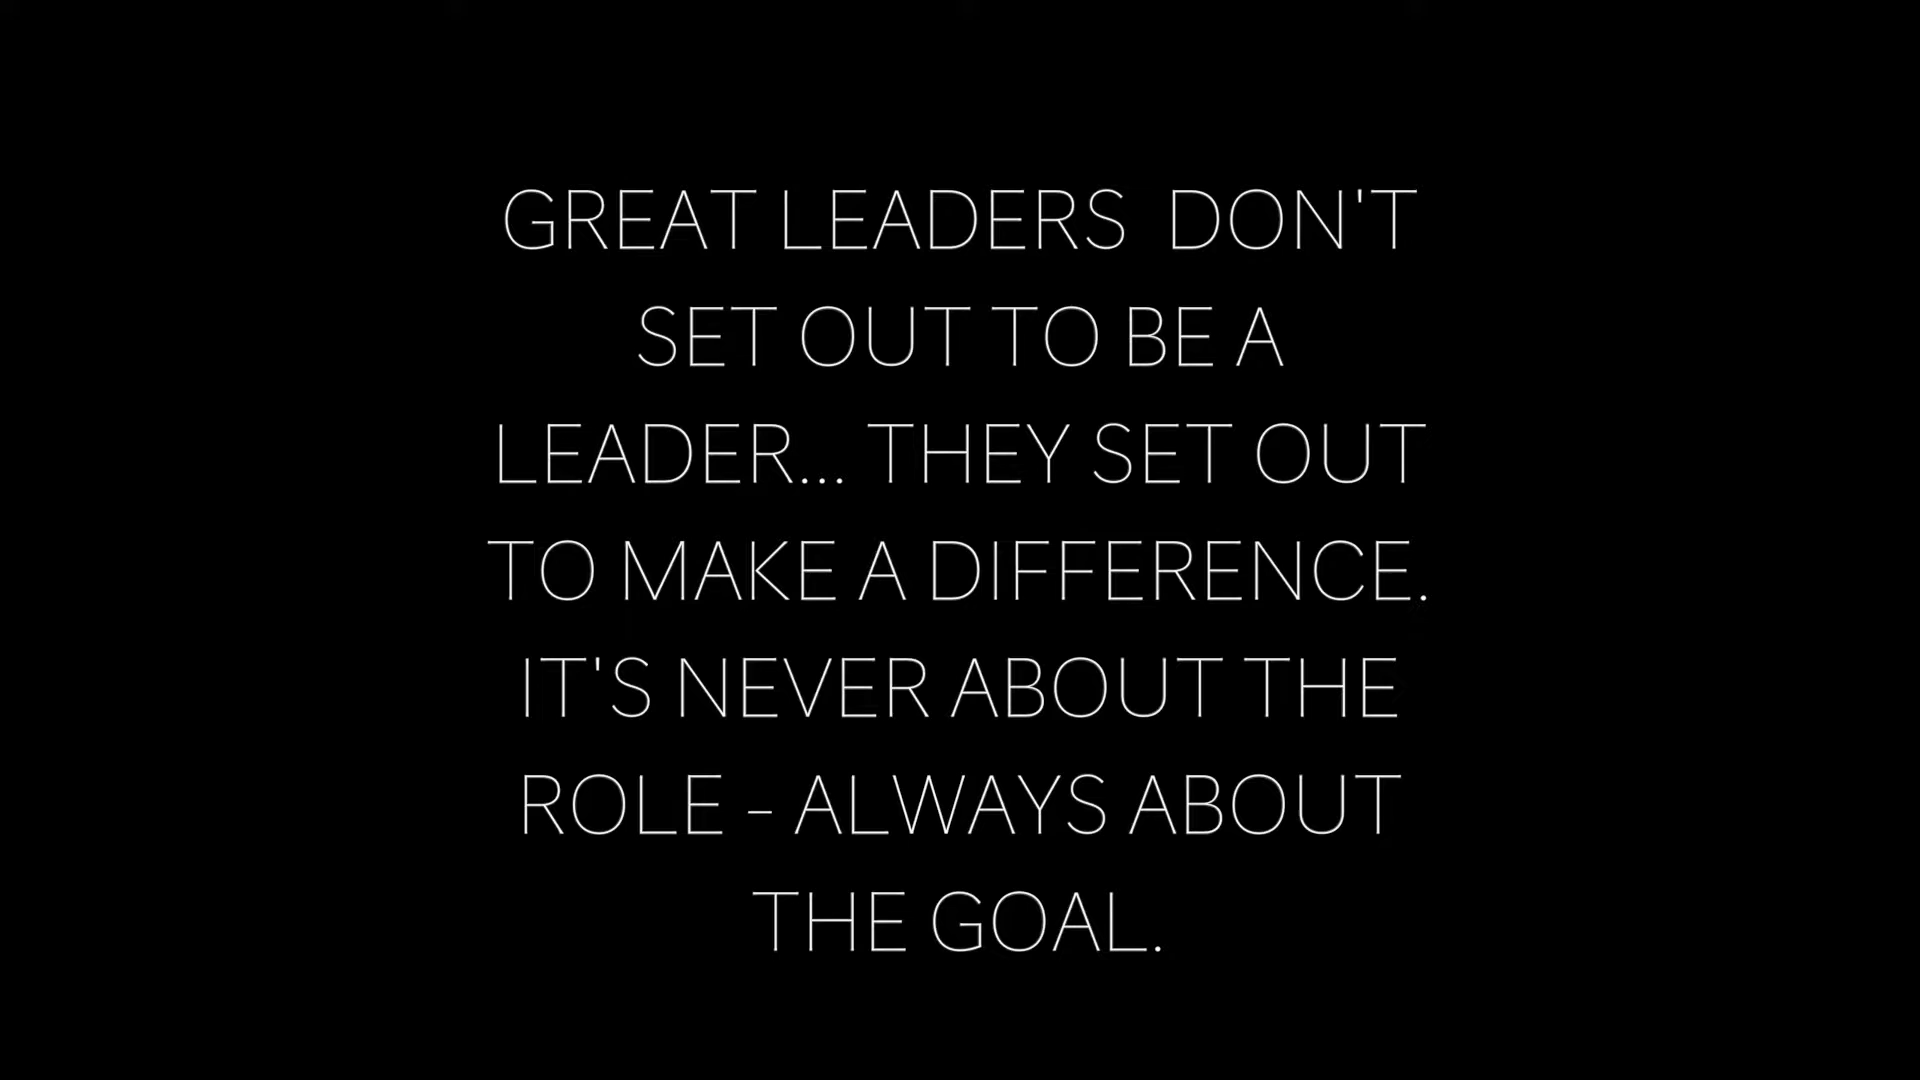 GREAT LEADERS  DON'T
SET OUT TO BE A
LEADER... THEY SET OUT
TO MAKE A DIFFERENCE.
IT'S NEVER ABOUT THE
ROLE - ALWAYS ABOUT
THE GOAL.